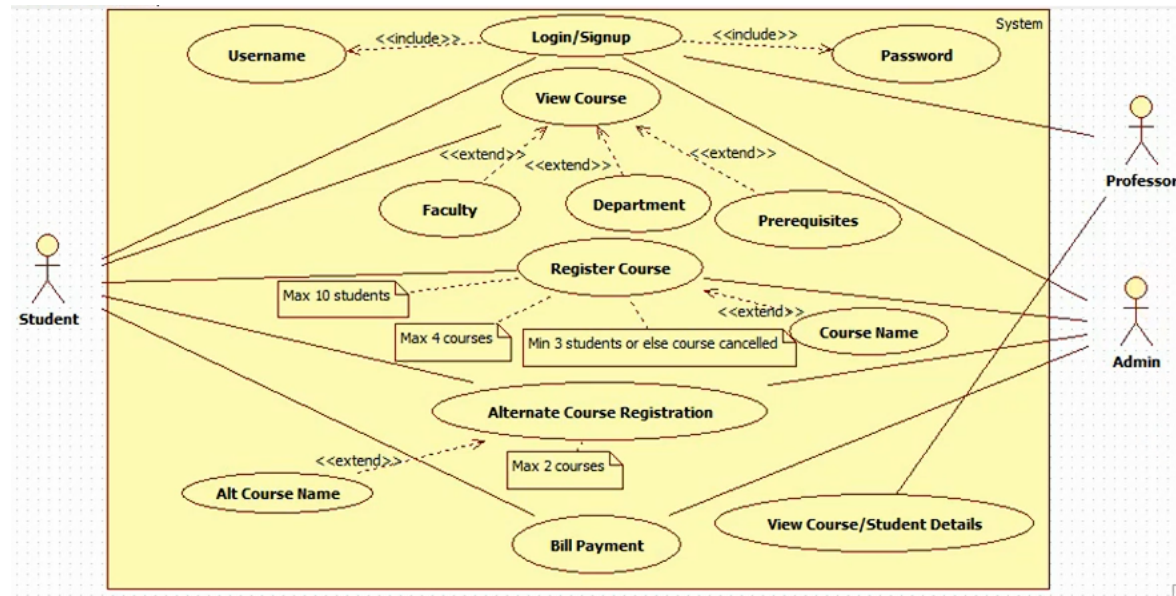 System
<<include>>
Login/Signup
<<include>>
Username
Password
View Course
<<extend>>
<<extend>>
<<extend>>
Professor
Faculty
Department
Prerequisites
Register Course
Student
Max 10 students
<<extend>>
Max 4 courses
Min 3 students or else course cancelled
Course Name
Admin
Alternate Course Registration
<<extend>>
Max 2 courses
Alt Course Name
View Course/Student Details
Bill Payment